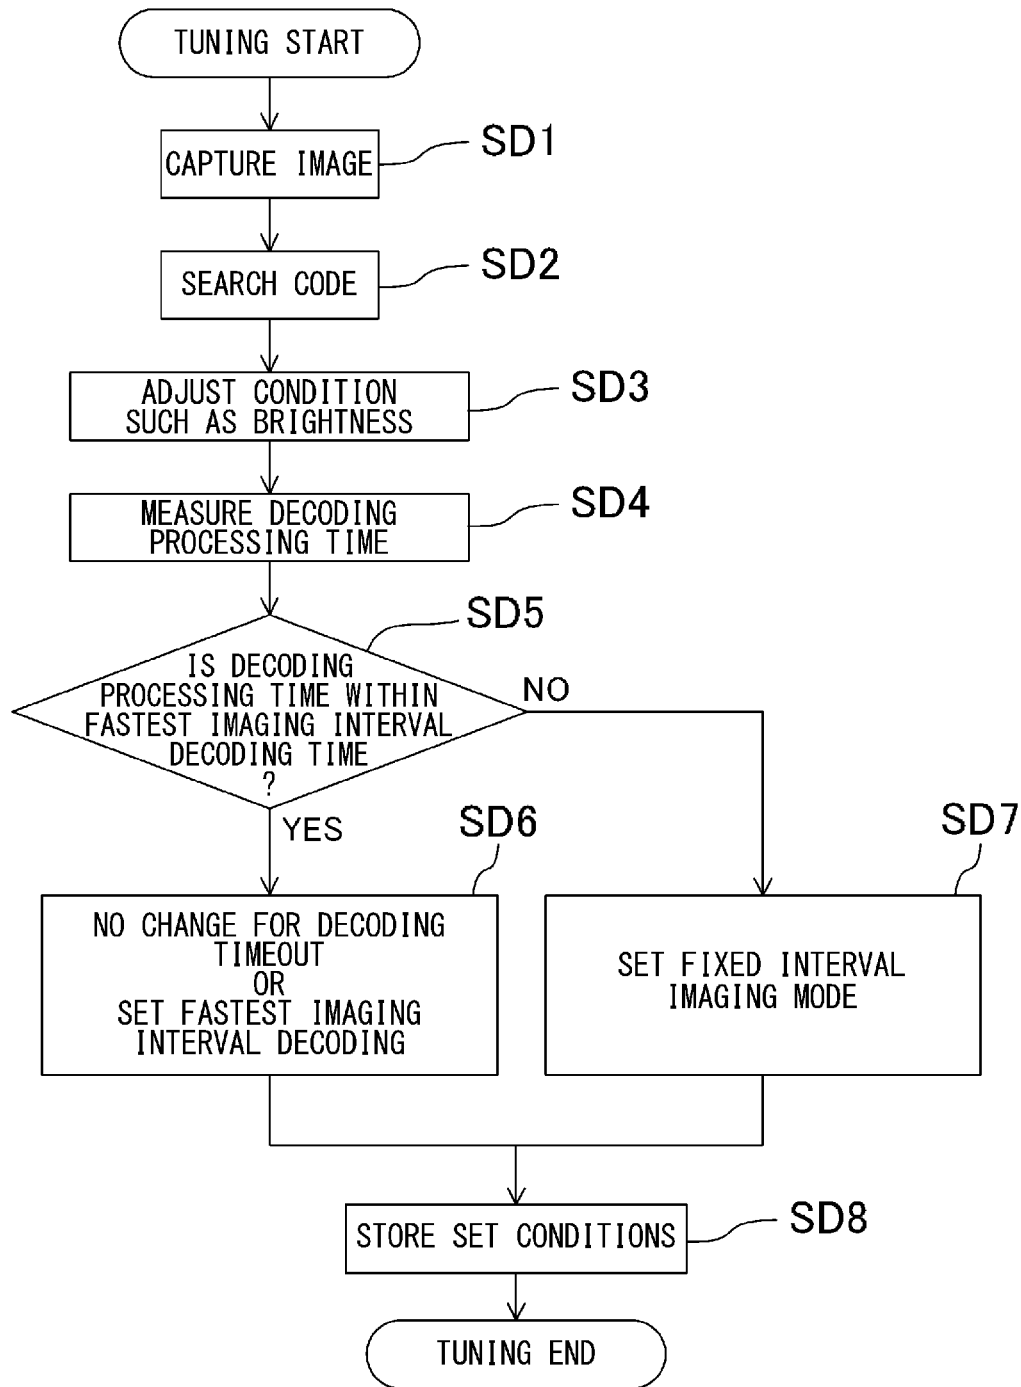 TUNING START
SD1
CAPTURE IMAGE
SD2
SEARCH CODE
SD3
ADJUST CONDITION
SUCH AS BRIGHTNESS
SD4
MEASURE DECODING
PROCESSING TIME
SD5
IS DECODING
PROCESSING TIME WITHIN
FASTEST IMAGING INTERVAL
DECODING TIME
?
NO
YES
SD6
NO CHANGE FOR DECODING
TIMEOUT
OR
SET FASTEST IMAGING
INTERVAL DECODING
SD7
SET FIXED INTERVAL
IMAGING MODE
SD8
STORE SET CONDITIONS
TUNING END